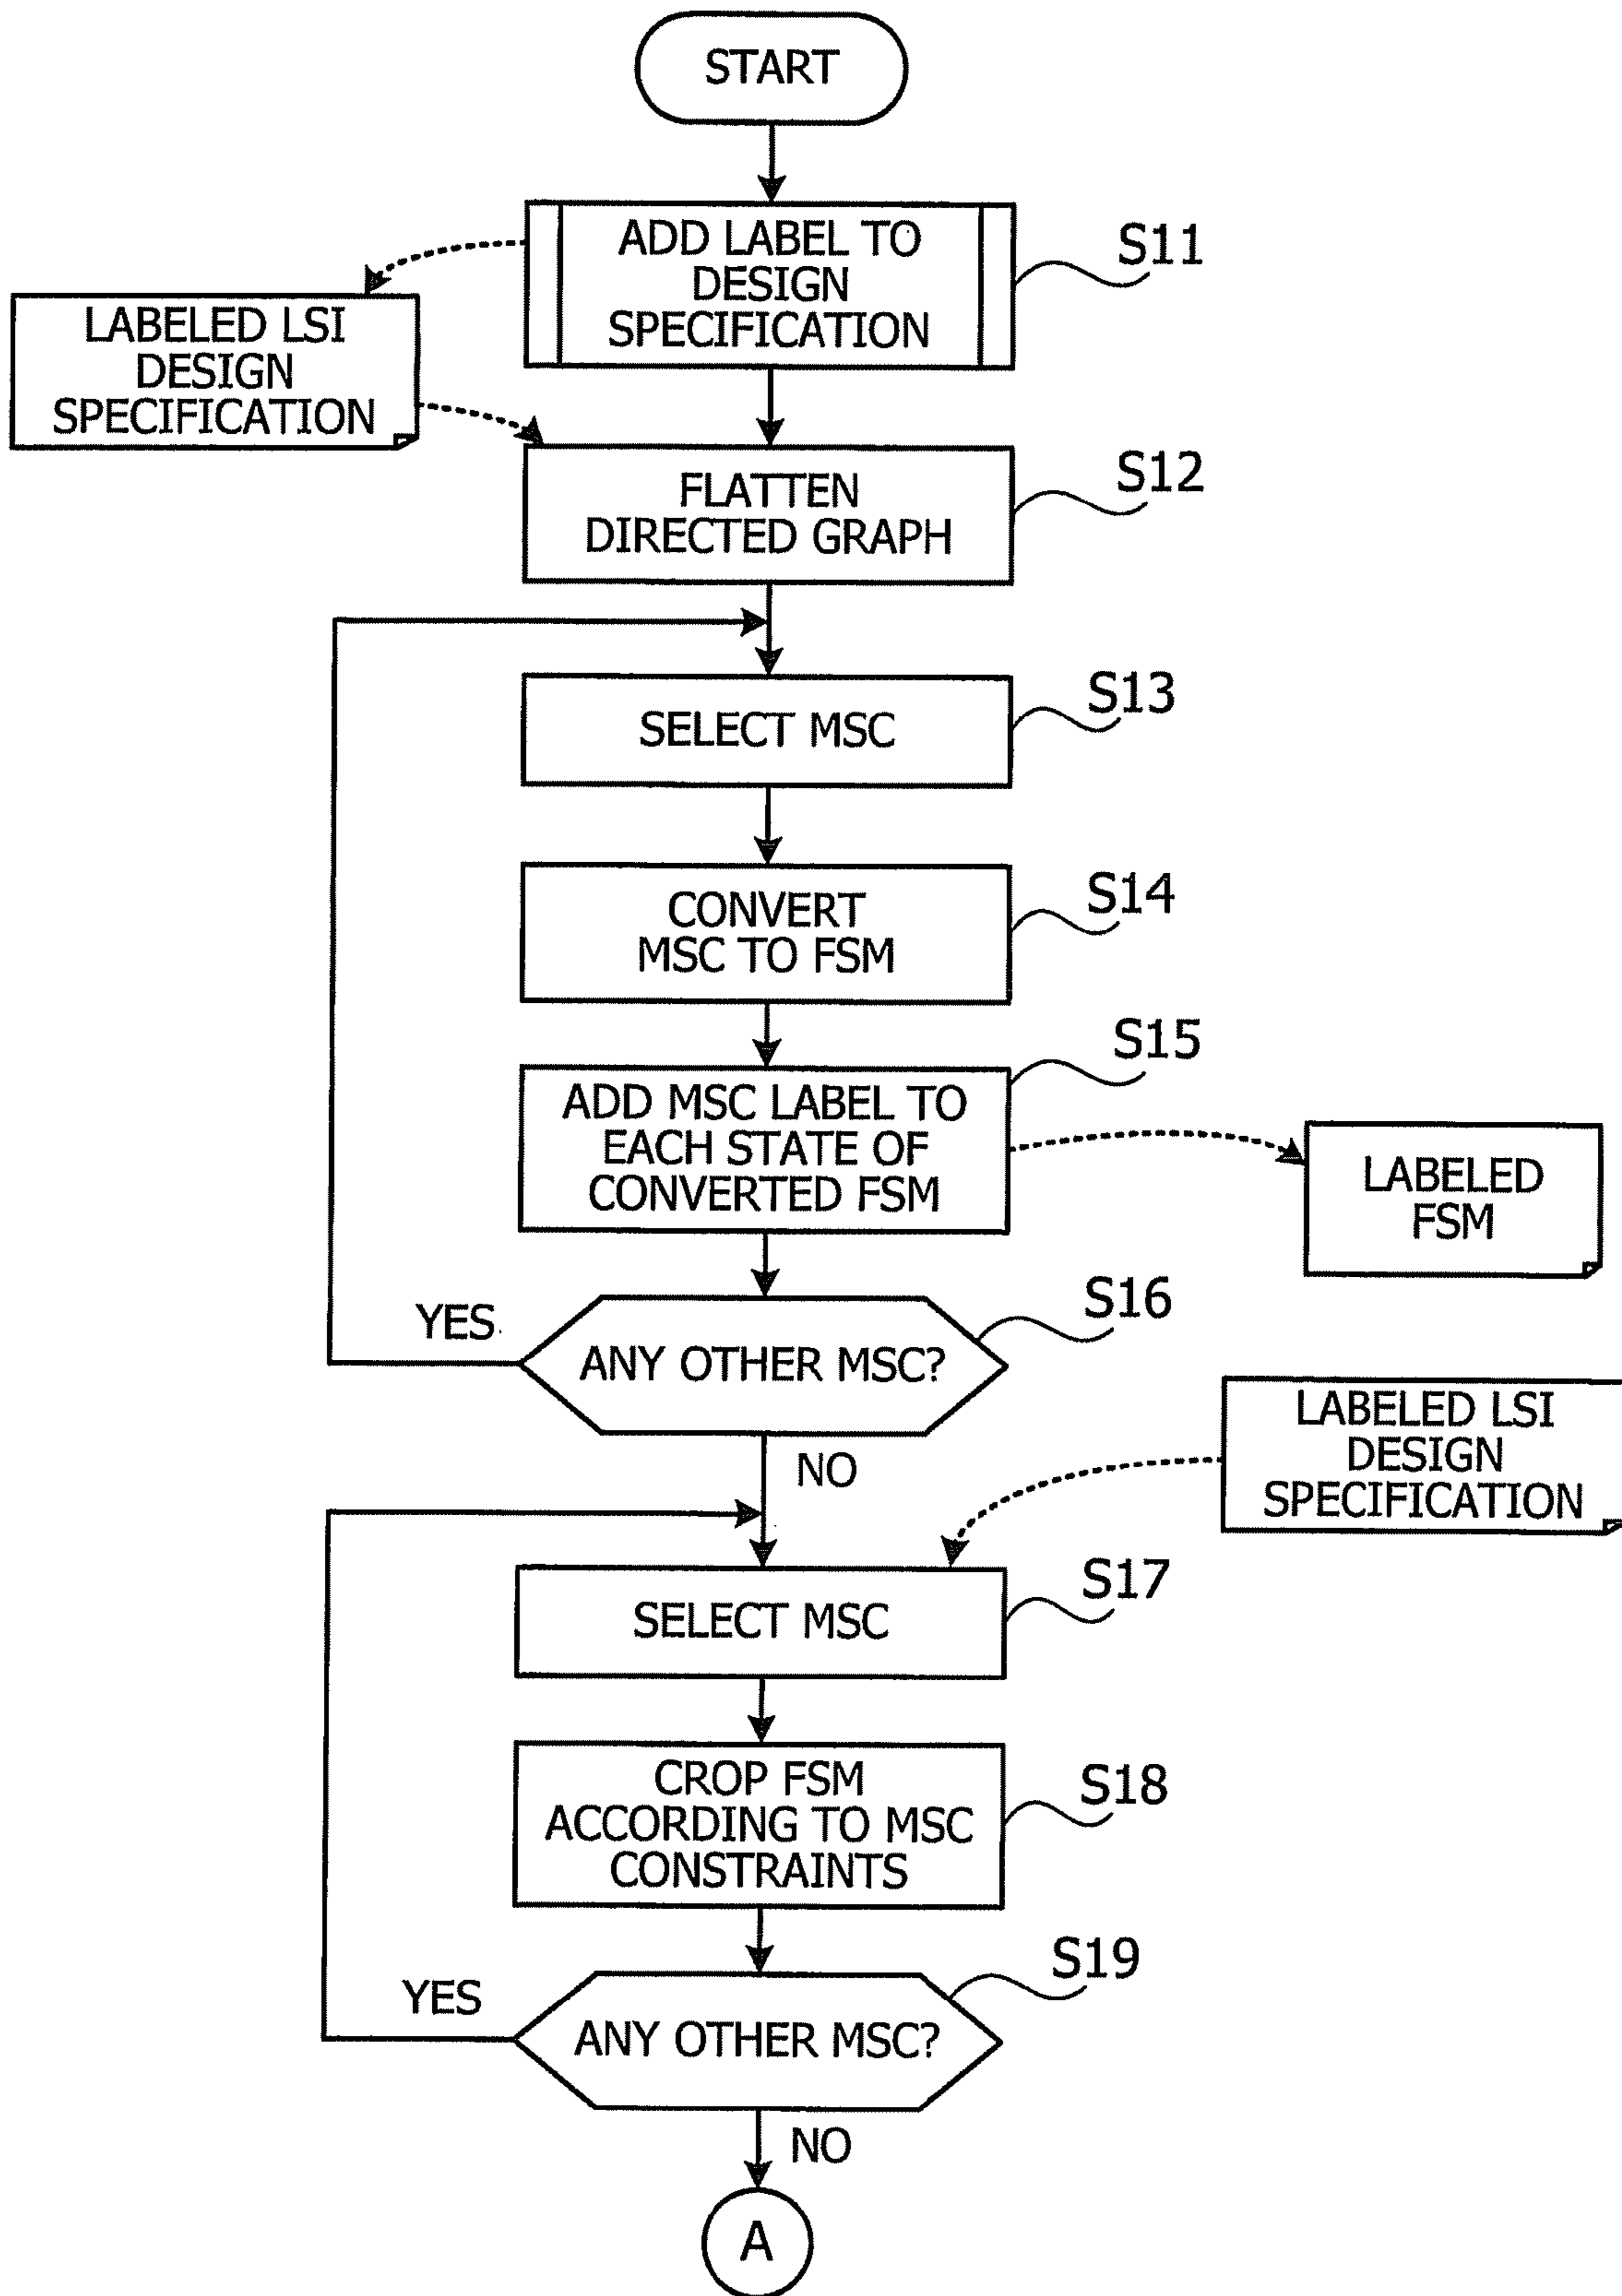 START
ADD LABEL TO
DESIGN
SPECIFICATION
S11
LABELED LSI
DESIGN
SPECIFICATION
FLATTEN
DIRECTED GRAPH
S12
SELECT MSC
S13
CONVERT
MSC TO FSM
S14
ADD MSC LABEL TO
EACH STATE OF
CONVERTED FSM
S15
LABELED
FSM
ANY OTHER MSC?
S16
YES
NO
LABELED LSI
DESIGN
SPECIFICATION
SELECT MSC
S17
CROP FSM
ACCORDING TO MSC
CONSTRAINTS
S18
ANY OTHER MSC?
S19
YES
NO
A